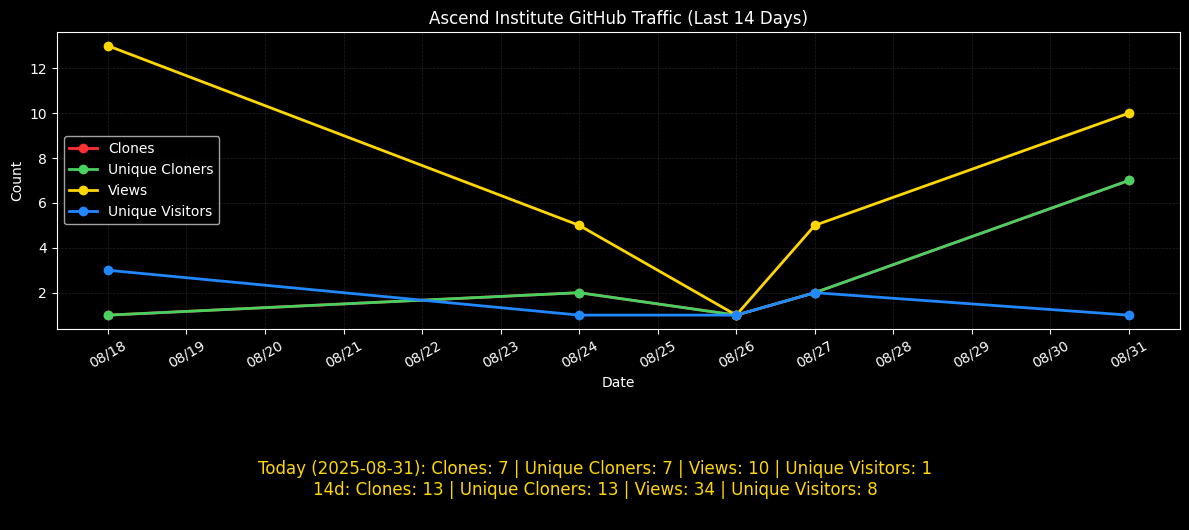 Ascend Institute GitHub Traffic (Last 14 Days)
Count
12
10
8
6
4
2
Clones
Unique Cloners
Views
Unique Visitors
08/18
08/19
08/20
08/21
08/22
08/23
08/24
08/25
08/26
08/27
08/28
08/29
08/30
08/31
Date
Today (2025-08-31): Clones: 7 | Unique Cloners: 7 | Views: 10 | Unique Visitors: 1
14d: Clones: 13 | Unique Cloners: 13 | Views: 34 | Unique Visitors: 8